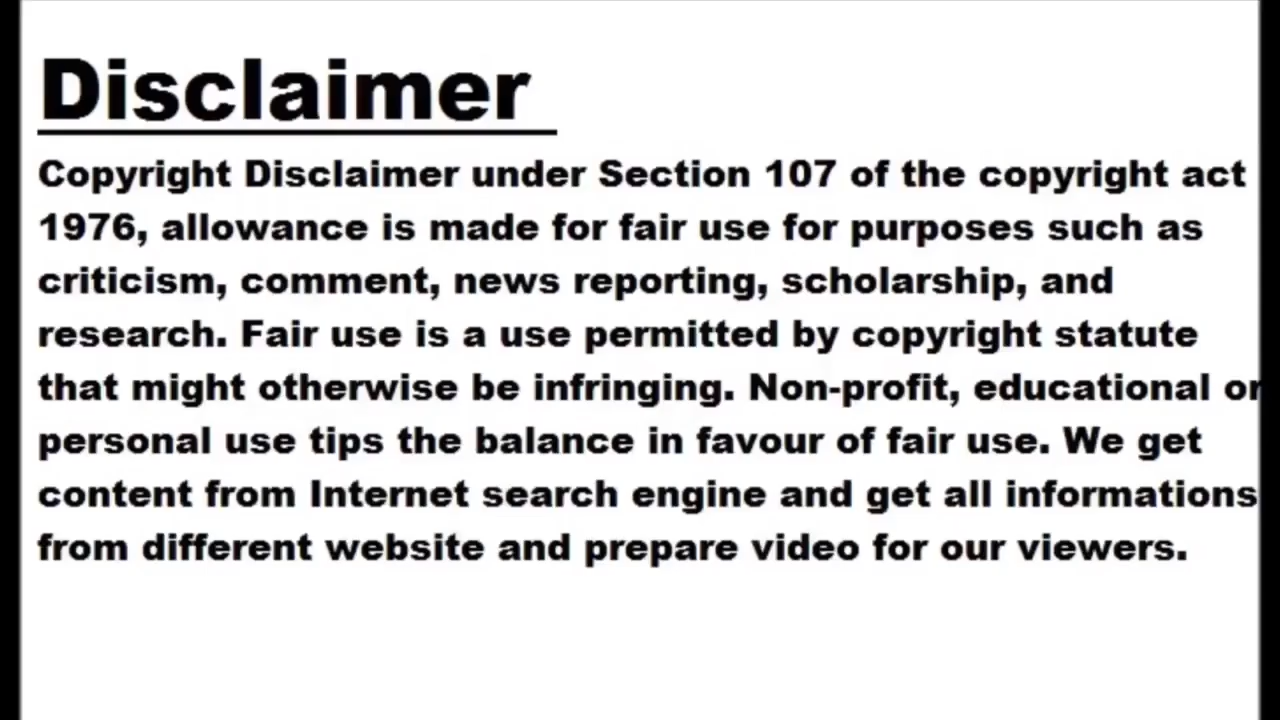 Disclaimer
Copyright Disclaimer under Section 107 of the copyright act
1976, allowance is made for fair use for purposes such as
criticism, comment, news reporting, scholarship, and
research. Fair use is a use permitted by copyright statute
that might otherwise be infringing. Non-profit, educational or
personal use tips the balance in favour of fair use. We get
content from Internet search engine and get all informations
from different website and prepare video for our viewers.